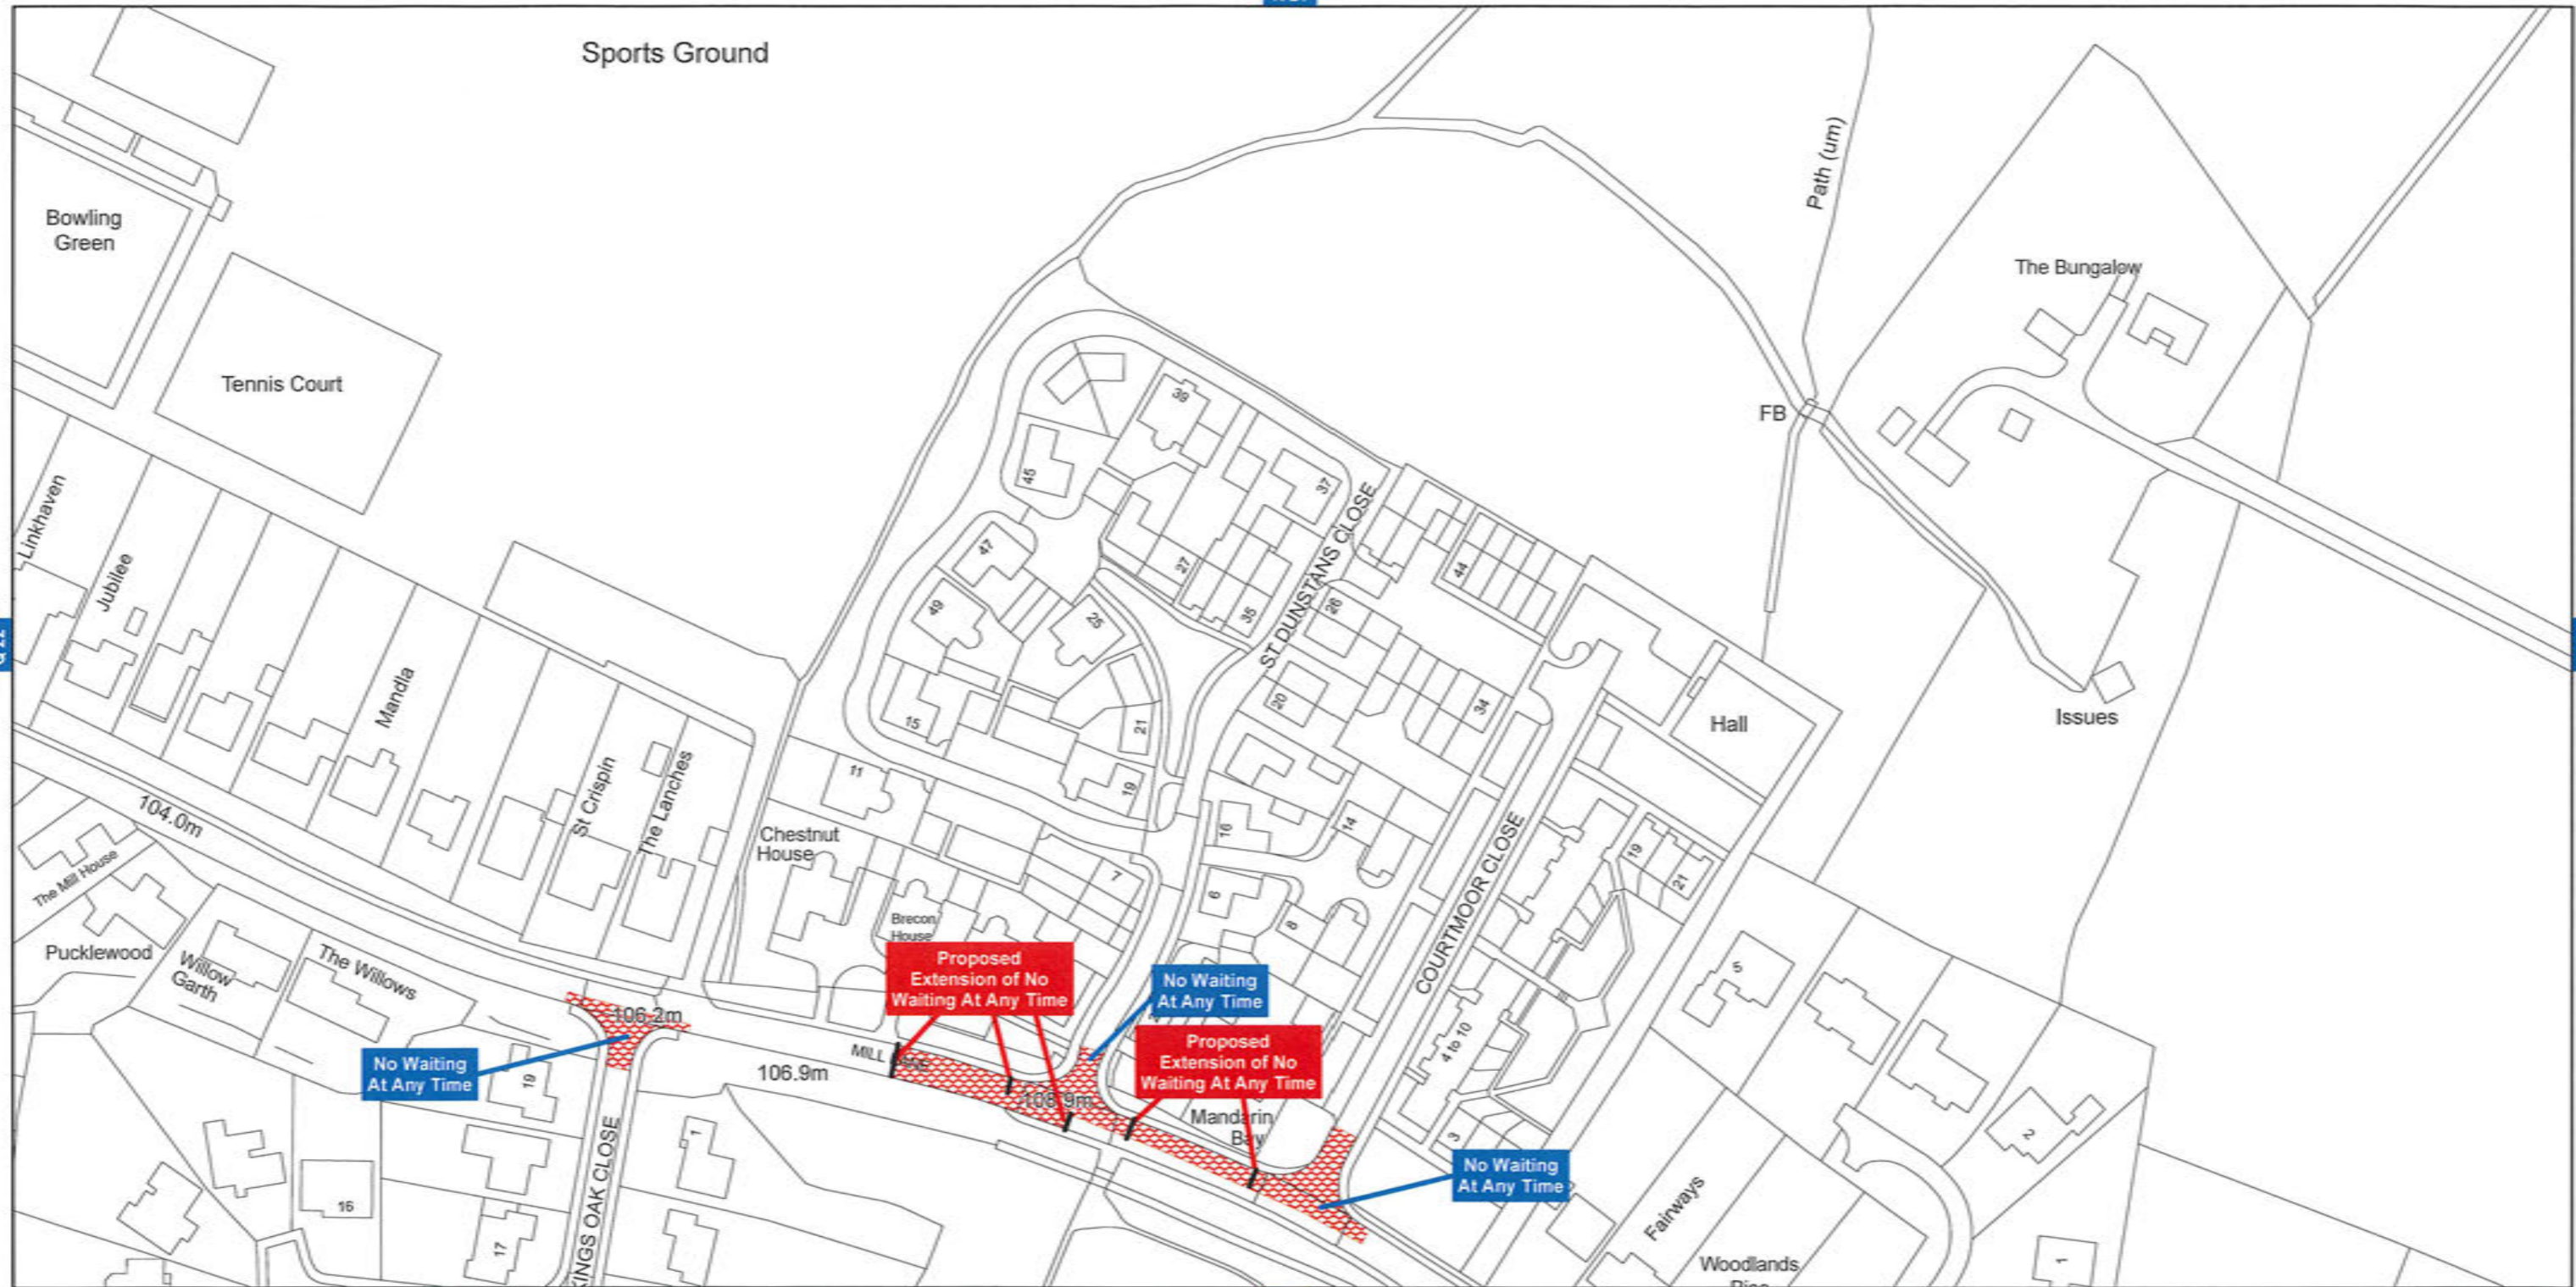 Sports Ground
Path (um)
Bowling
Green
The Bungalow
Tennis Court
FB
39
45
37
Linkhaven
Jubilee
47
27
44
ST DUNSTANS CLOSE
49
25
35
26
Mandla
20
34
15
21
Hall
Issues
St Crispin
The Lanches
11
19
104.0m
Chestnut
House
16
14
COURTMOOR CLOSE
19
21
The Mill House
7
6
8
Brecon
House
Pucklewood
Willow
Garth
The Willows
Proposed
Extension of No
Waiting At Any Time
No Waiting
At Any Time
5
106.2m
Proposed
Extension of No
Waiting At Any Time
4 to 10
No Waiting
At Any Time
19
106.9m
MILL LANE
108.9m
Mandarin
Bay
1
3
2
No Waiting
At Any Time
16
17
KINGS OAK CLOSE
Fairways
Woodlands
1